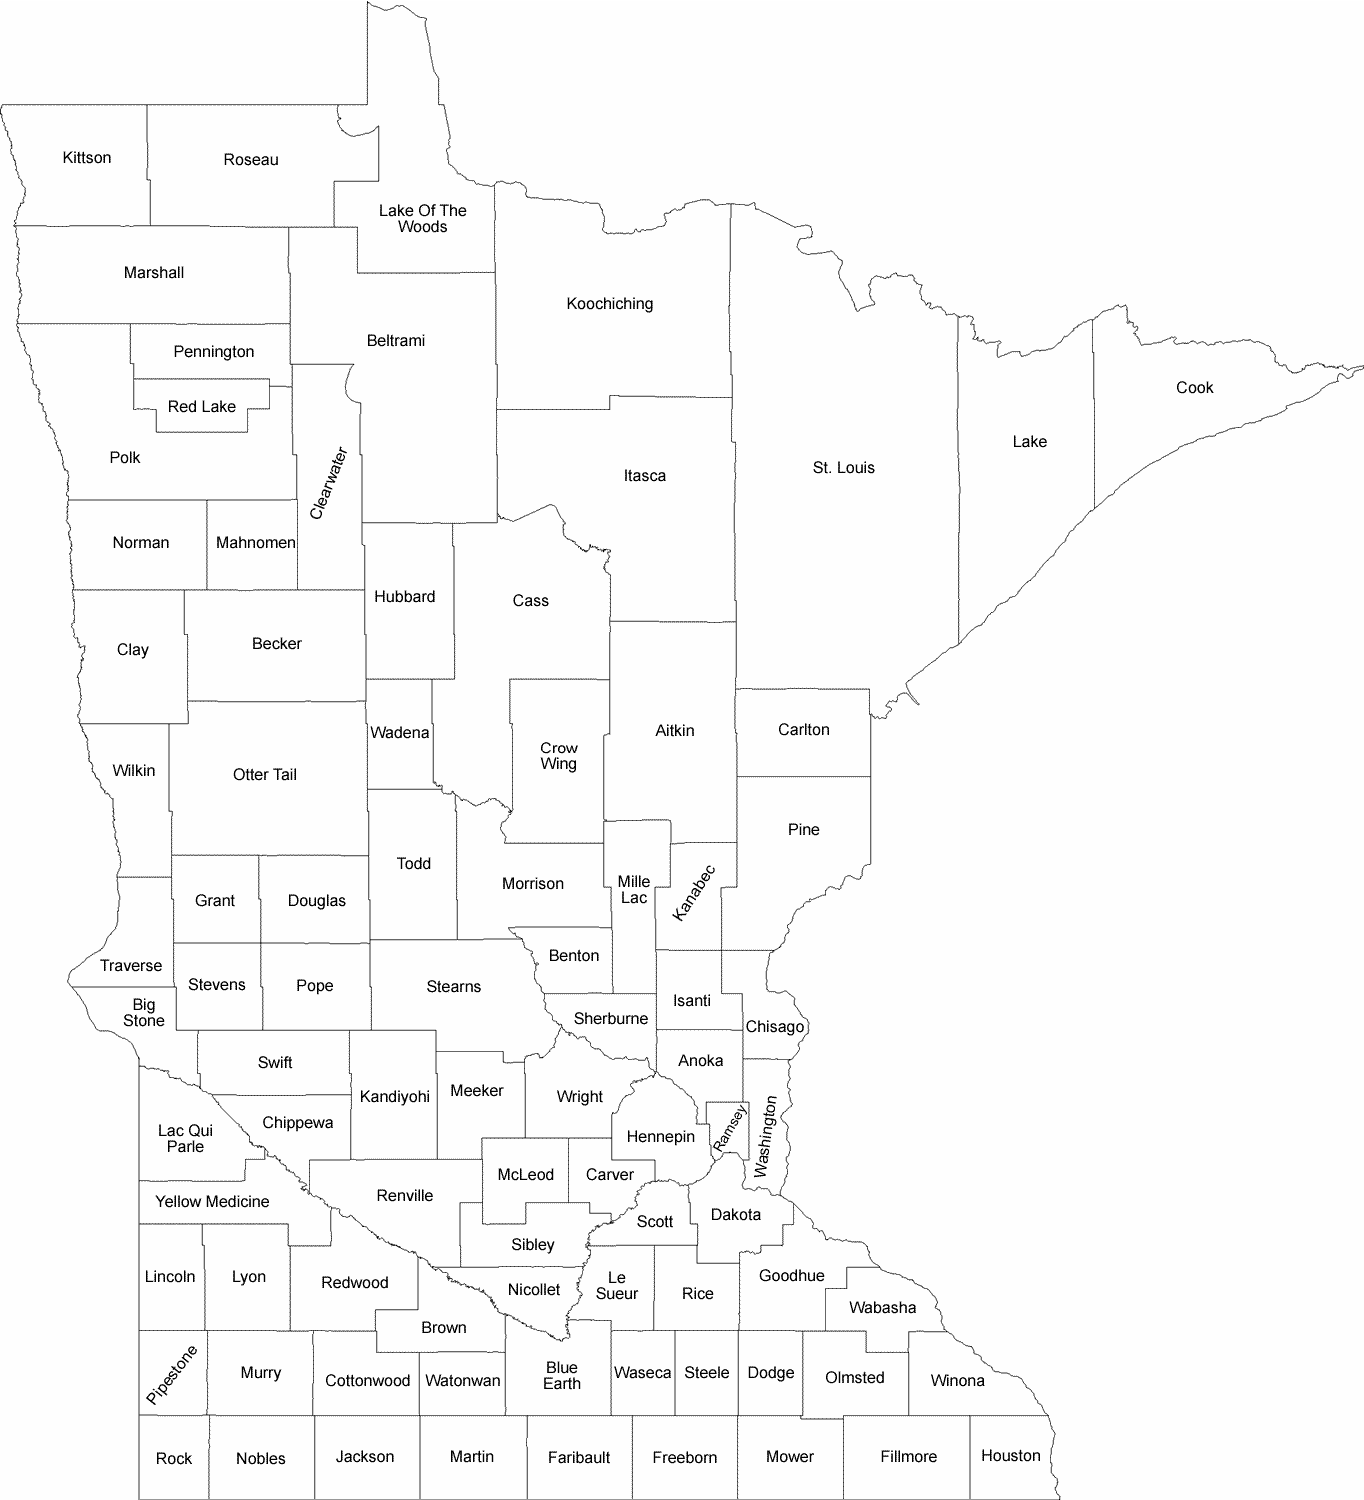 Kittson
Roseau
Lake Of The
Woods
Marshall
Koochiching
Beltrami
Pennington
Cook
Red Lake
Lake
Polk
St. Louis
Itasca
Clearwater
Norman
Mahnomen
Hubbard
Cass
Becker
Clay
Wadena
Aitkin
Carlton
Crow
Wing
Wilkin
Otter Tail
Pine
Todd
Morrison
Mille
Lac
Kanabec
Grant
Douglas
Traverse
Benton
Stevens
Pope
Stearns
Isanti
Big
Stone
Sherburne
Chisago
Swift
Anoka
Kandiyohi
Meeker
Wright
Chippewa
Lac Qui
Parle
Hennepin
Ramsey
Washington
McLeod
Carver
Renville
Yellow Medicine
Scott
Dakota
Sibley
Lincoln
Lyon
Redwood
Nicollet
Le
Sueur
Rice
Goodhue
Wabasha
Brown
Pipestone
Murry
Cottonwood
Watonwan
Blue
Earth
Waseca
Steele
Dodge
Olmsted
Winona
Rock
Nobles
Jackson
Martin
Faribault
Freeborn
Mower
Fillmore
Houston